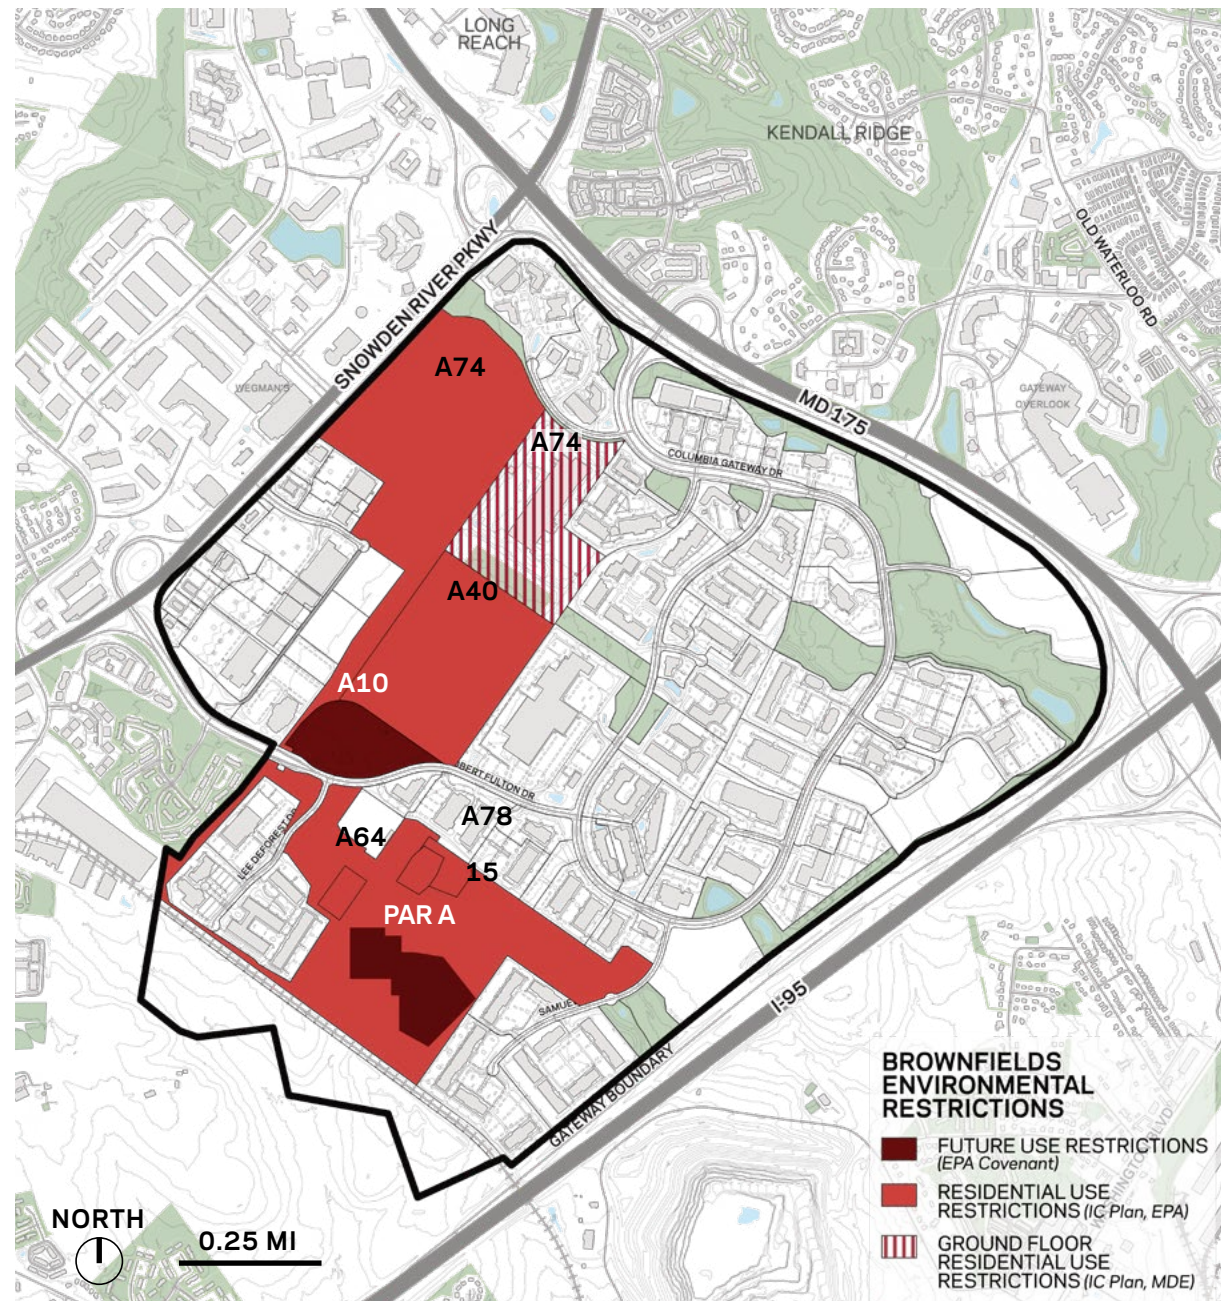 LONG
REACH
KENDALL RIDGE
OLD WATERLOO RD
SNOWDEN RIVER PKWY
WEGMAN'S
A74
GATEWAY
OVERLOOK
MD 175
A74
COLUMBIA GATEWAY DR
A40
A10
ABERT FULTON DR
A78
A64
LEE DEFOREST DR
15
PAR A
SAMUE
I-95
GATEWAY BOUNDARY
BROWNFIELDS
ENVIRONMENTAL
RESTRICTIONS
FUTURE USE RESTRICTIONS
(EPA Covenant)
RESIDENTIAL USE
RESTRICTIONS (IC Plan, EPA)
GROUND FLOOR
RESIDENTIAL USE
RESTRICTIONS (IC Plan, MDE)
NORTH
0.25 MI